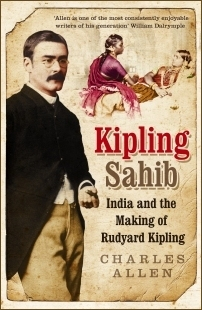 'Allen is one of the most consistently enjoyable
writers of his generation' William Dalrymple
Kipling
Sahib
India and the
Making of
Rudyard Kipling
CHARLES
ALLEN